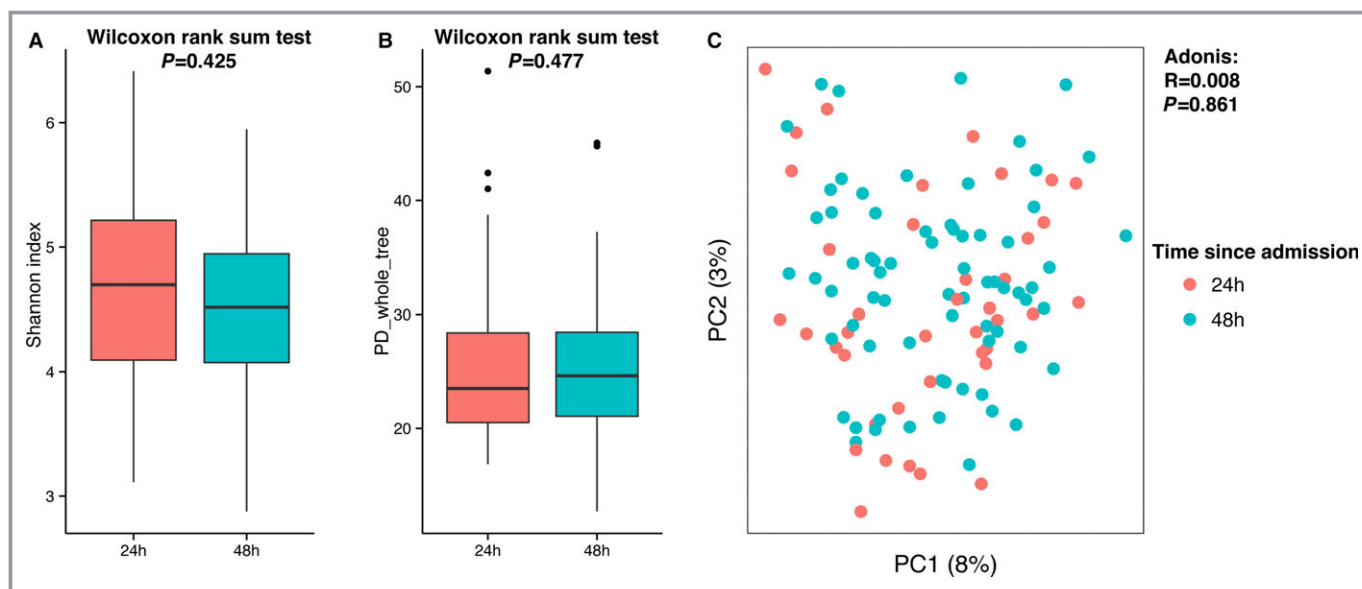 A
Wilcoxon rank sum test
P=0.425
Shannon index
6
5
4
3
24h
48h
B
Wilcoxon rank sum test
P=0.477
PD_whole_tree
50
40
30
20
24h
48h
C
PC2 (3%)
PC1 (8%)
Adonis:
R=0.008
P=0.861
Time since admission
24h
48h